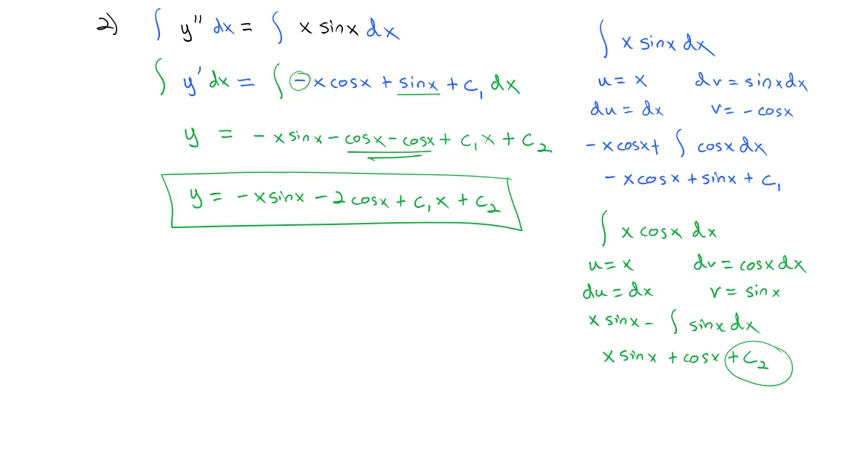 2) ∫ y'' dx = ∫ x sinx dx
∫ y' dx = ∫ -x cosx + sinx + c₁ dx
y = -x sinx - cosx - cosx + c₁ x + c₂
y = -x sinx - 2 cosx + c₁ x + c₂
∫ x sinx dx
u = x dv = sinx dx
du = dx v = -cosx
-x cosx + ∫ cosx dx
-x cosx + sinx + c₁
∫ x cosx dx
u = x dv = cosx dx
du = dx v = sinx
x sinx - ∫ sinx dx
x sinx + cosx + c₂